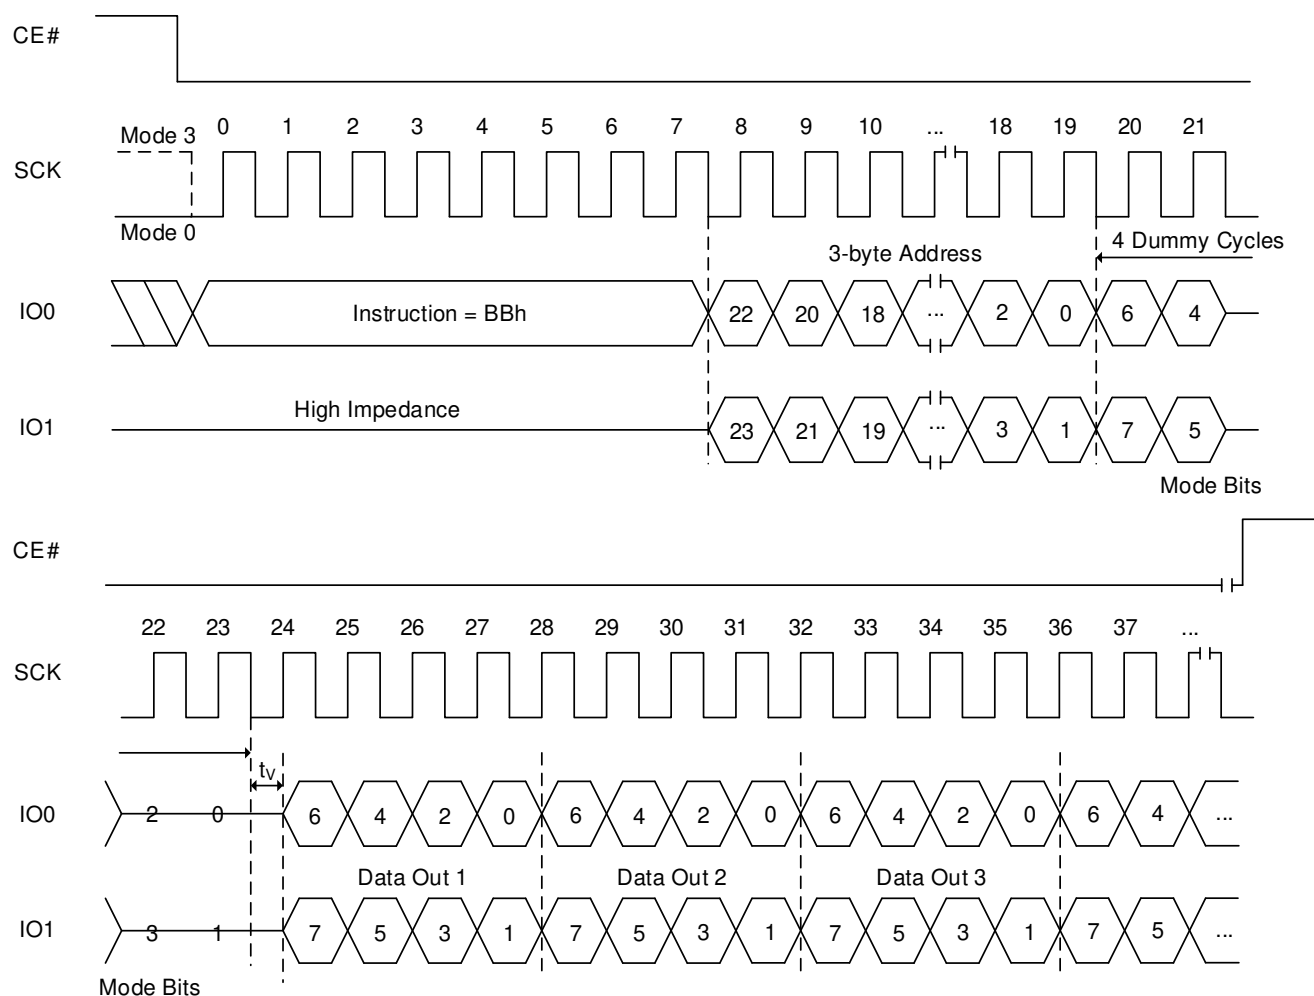 CE#
0 1 2 3 4 5 6 7 8 9 10 ... 18 19 20 21
Mode 3
SCK
Mode 0
3-byte Address
4 Dummy Cycles
IO0
Instruction = BBh
22 20 18 ... 2 0 6 4
High Impedance
IO1
23 21 19 ... 3 1 7 5
Mode Bits
CE#
22 23 24 25 26 27 28 29 30 31 32 33 34 35 36 37 ...
SCK
tV
IO0
2 0 6 4 2 0 6 4 2 0 6 4 2 0 6 4 ...
Data Out 1 Data Out 2 Data Out 3
IO1
3 1 7 5 3 1 7 5 3 1 7 5 3 1 7 5 ...
Mode Bits